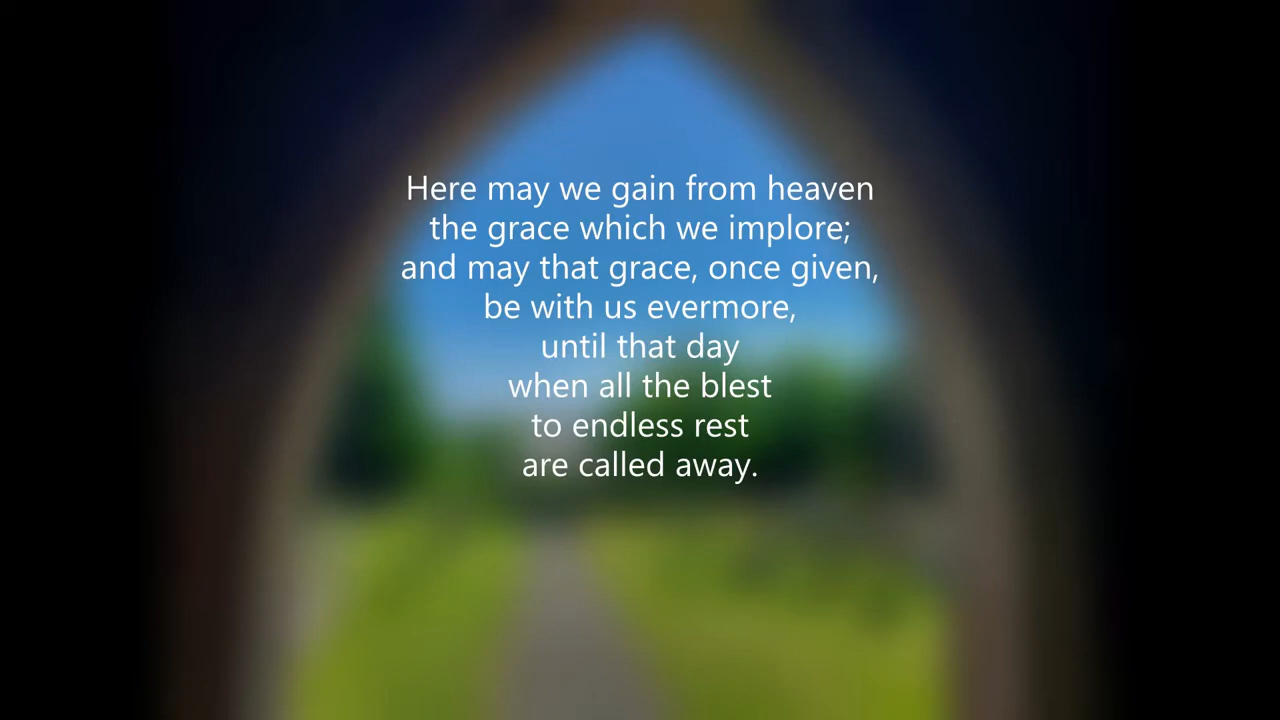 Here may we gain from heaven
the grace which we implore;
and may that grace, once given,
be with us evermore,
until that day
when all the blest
to endless rest
are called away.